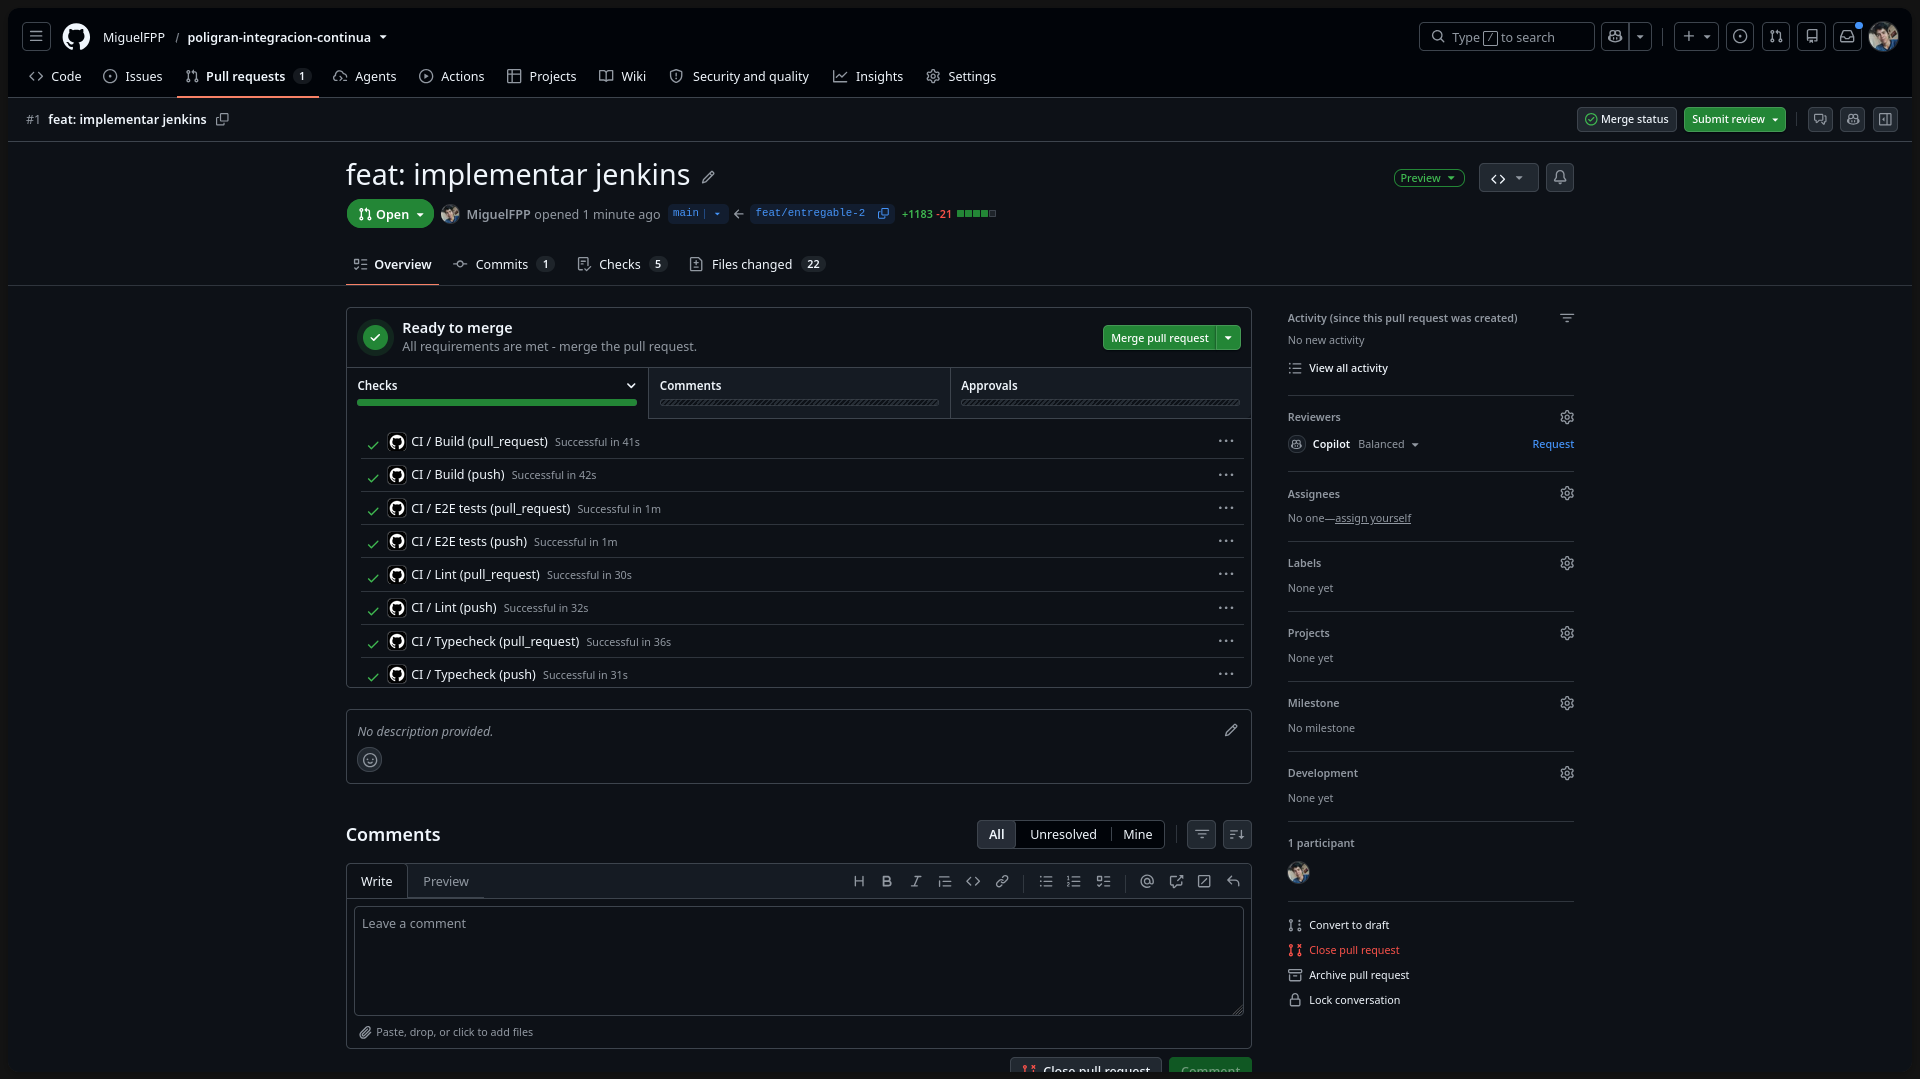 MiguelFPP / poligran-integracion-continua
Type / to search
Code
Issues
Pull requests 1
Agents
Actions
Projects
Wiki
Security and quality
Insights
Settings
#1 feat: implementar jenkins
Merge status
Submit review
feat: implementar jenkins
Preview
Open
MiguelFPP opened 1 minute ago
main
feat/entregable-2
+1183 -21
Overview
Commits 1
Checks 5
Files changed 22
Ready to merge
All requirements are met - merge the pull request.
Merge pull request
Checks
Comments
Approvals
CI / Build (pull_request) Successful in 41s
CI / Build (push) Successful in 42s
CI / E2E tests (pull_request) Successful in 1m
CI / E2E tests (push) Successful in 1m
CI / Lint (pull_request) Successful in 30s
CI / Lint (push) Successful in 32s
CI / Typecheck (pull_request) Successful in 36s
CI / Typecheck (push) Successful in 31s
No description provided.
Comments
All
Unresolved
Mine
Write
Preview
Leave a comment
Paste, drop, or click to add files
Close pull request
Comment
Activity (since this pull request was created)
No new activity
View all activity
Reviewers
Copilot Balanced
Request
Assignees
No one—assign yourself
Labels
None yet
Projects
None yet
Milestone
No milestone
Development
None yet
1 participant
Convert to draft
Close pull request
Archive pull request
Lock conversation